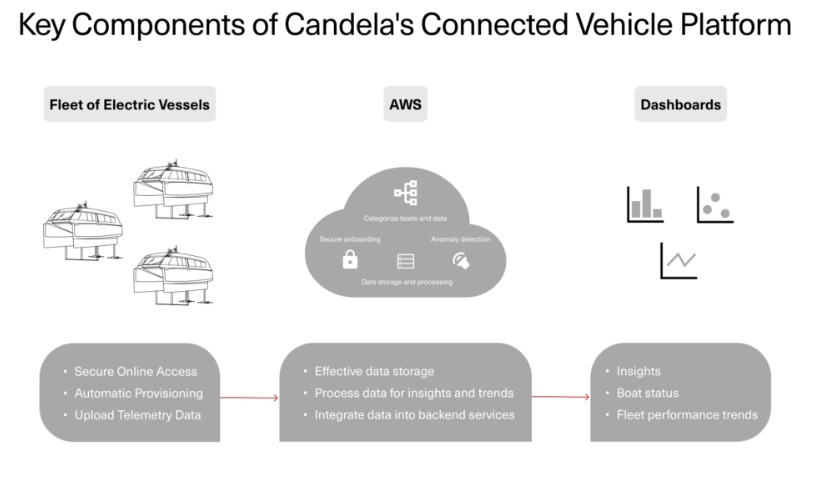 Key Components of Candela's Connected Vehicle Platform
Fleet of Electric Vessels
AWS
Dashboards
Categorize boats and data
Secure onboarding
Anomaly detection
Data storage and processing
• Secure Online Access
• Automatic Provisioning
• Upload Telemetry Data
• Effective data storage
• Process data for insights and trends
• Integrate data into backend services
• Insights
• Boat status
• Fleet performance trends